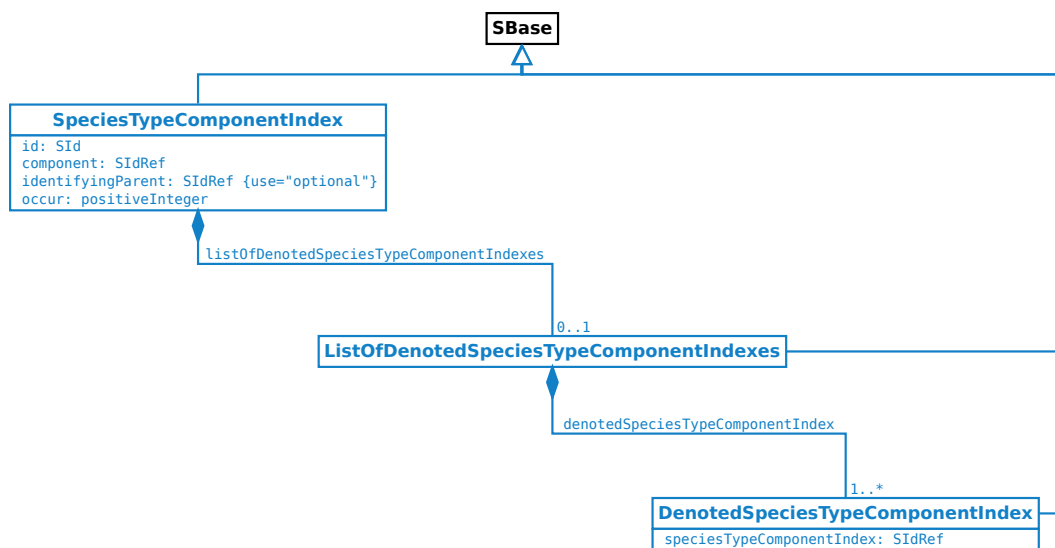 SBase
SpeciesTypeComponentIndex
id: SId
component: SIdRef
identifyingParent: SIdRef {use="optional"}
occur: positiveInteger
listOfDenotedSpeciesTypeComponentIndexes
0..1
ListOfDenotedSpeciesTypeComponentIndexes
denotedSpeciesTypeComponentIndex
1..*
DenotedSpeciesTypeComponentIndex
speciesTypeComponentIndex: SIdRef